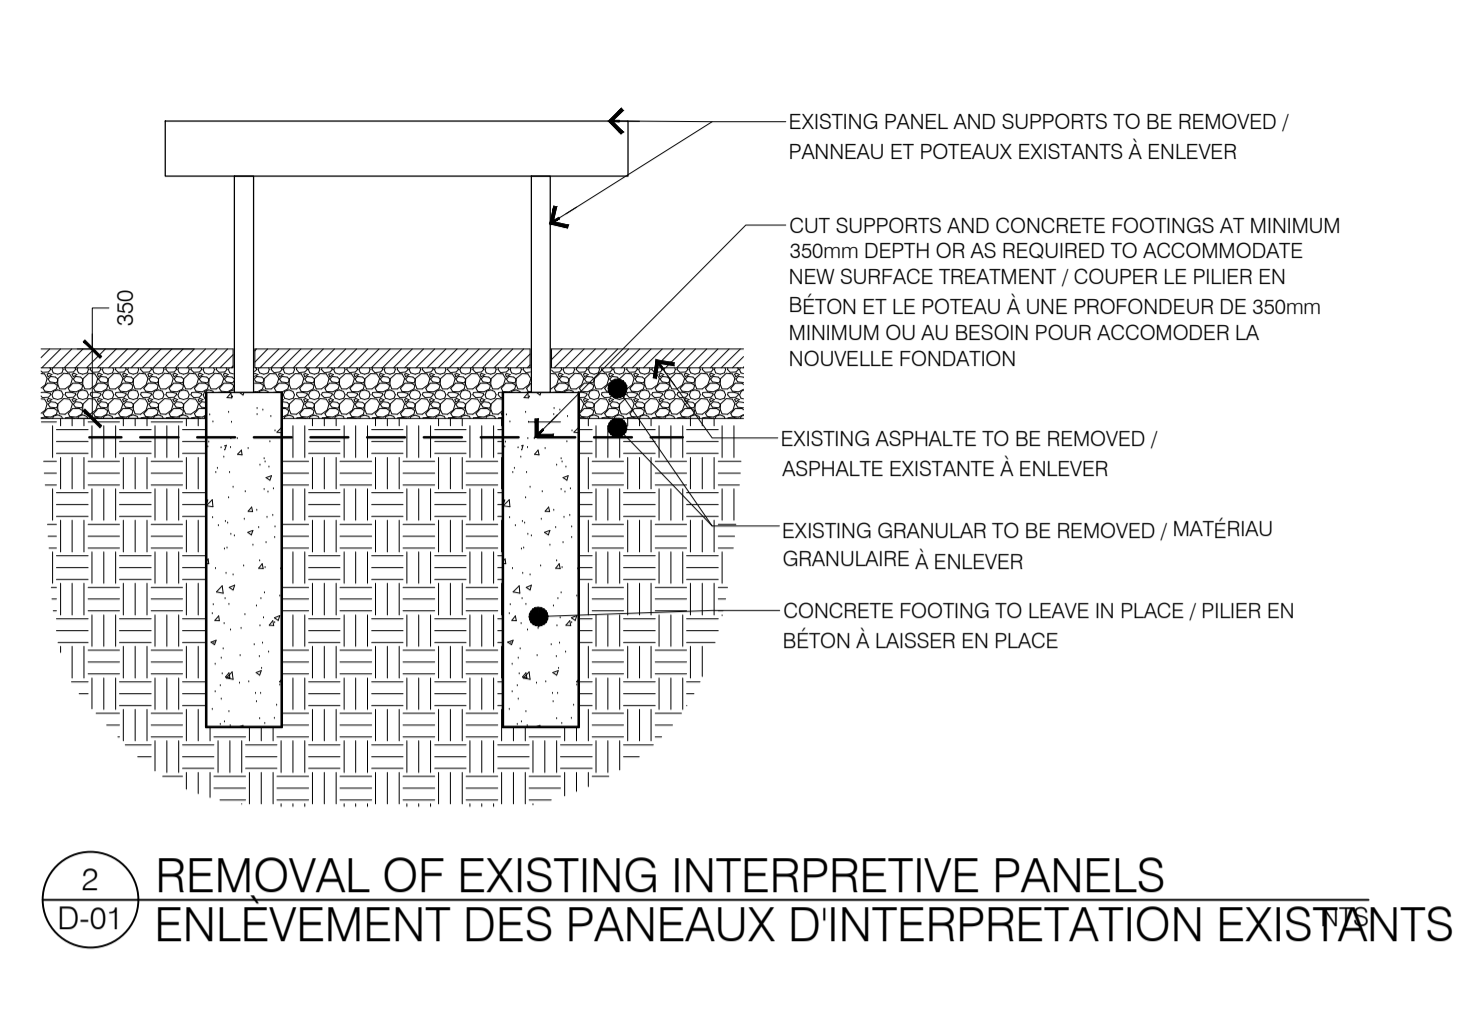 EXISTING PANEL AND SUPPORTS TO BE REMOVED /
PANNEAU ET POTEAUX EXISTANTS À ENLEVER
CUT SUPPORTS AND CONCRETE FOOTINGS AT MINIMUM
350mm DEPTH OR AS REQUIRED TO ACCOMMODATE
NEW SURFACE TREATMENT / COUPER LE PILIER EN
BÉTON ET LE POTEAU À UNE PROFONDEUR DE 350mm
MINIMUM OU AU BESOIN POUR ACCOMODER LA
NOUVELLE FONDATION
350
EXISTING ASPHALTE TO BE REMOVED /
ASPHALTE EXISTANTE À ENLEVER
EXISTING GRANULAR TO BE REMOVED / MATÉRIAU
GRANULAIRE À ENLEVER
CONCRETE FOOTING TO LEAVE IN PLACE / PILIER EN
BÉTON À LAISSER EN PLACE
2
D-01
REMOVAL OF EXISTING INTERPRETIVE PANELS
ENLÈVEMENT DES PANEAUX D'INTERPRETATION EXISTANTS
NTS